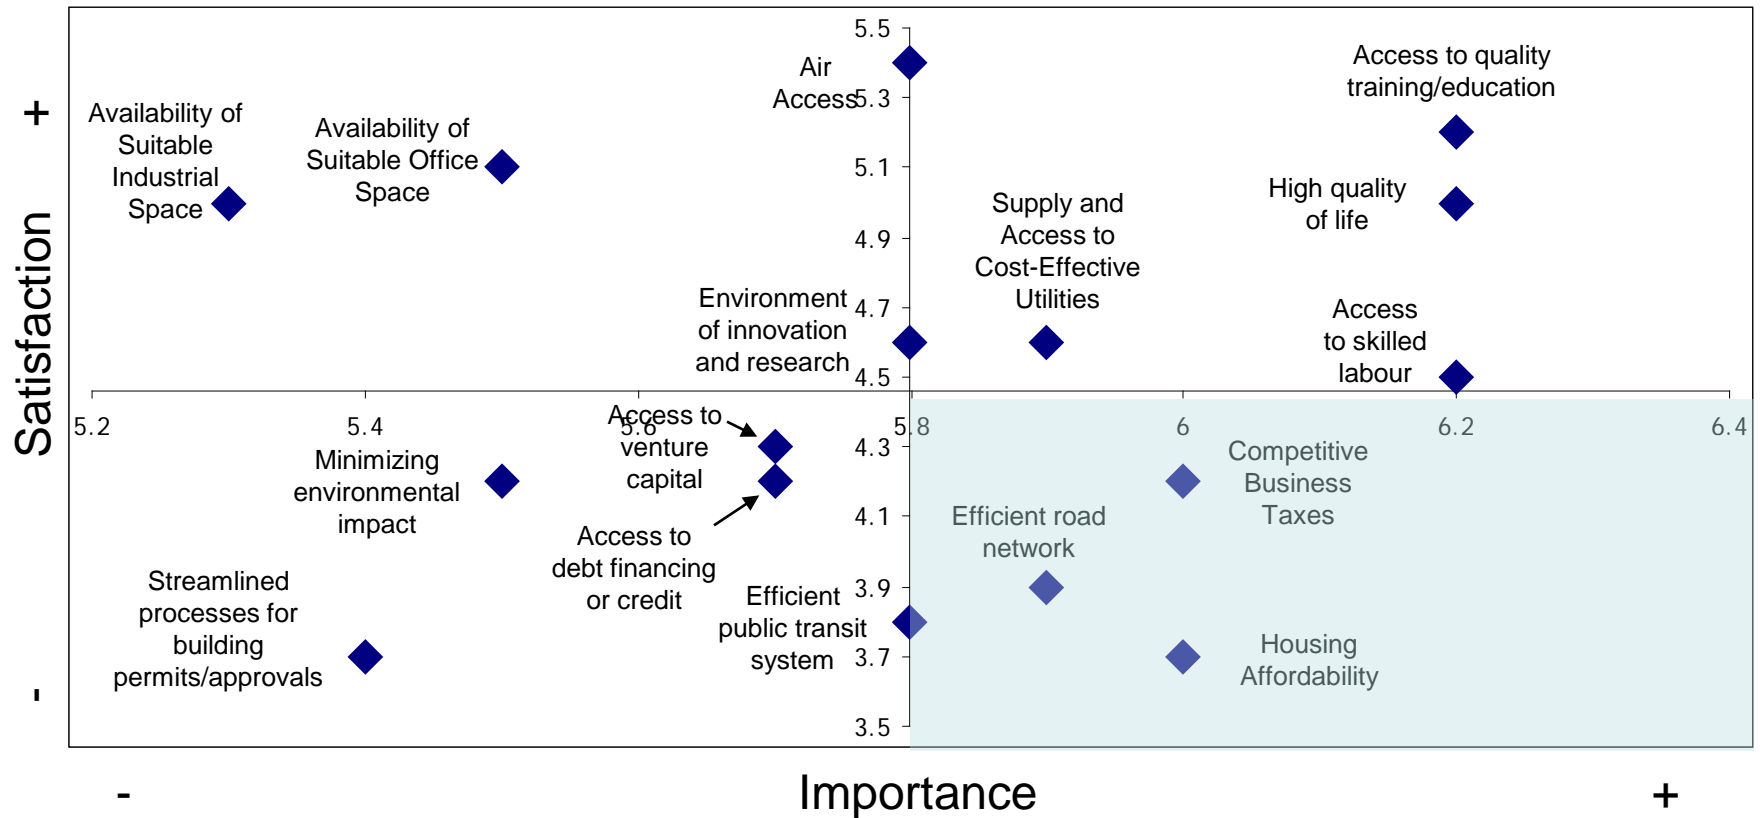 5.5
Air
Access
5.3
Access to quality
training/education
+
Availability of
Suitable
Industrial
Space
Availability of
Suitable Office
Space
5.1
High quality
of life
Supply and
Access to
Cost-Effective
Utilities
4.9
Satisfaction
Environment
of innovation
and research
4.7
Access
to skilled
labour
4.5
5.2
5.4
5.6
5.8
6
6.2
6.4
Access to
venture
capital
4.3
Minimizing
environmental
impact
Competitive
Business
Taxes
4.1
Efficient road
network
Access to
debt financing
or credit
3.9
Streamlined
processes for
building
permits/approvals
Efficient
public transit
system
3.7
Housing
Affordability
-
3.5
-
Importance
+